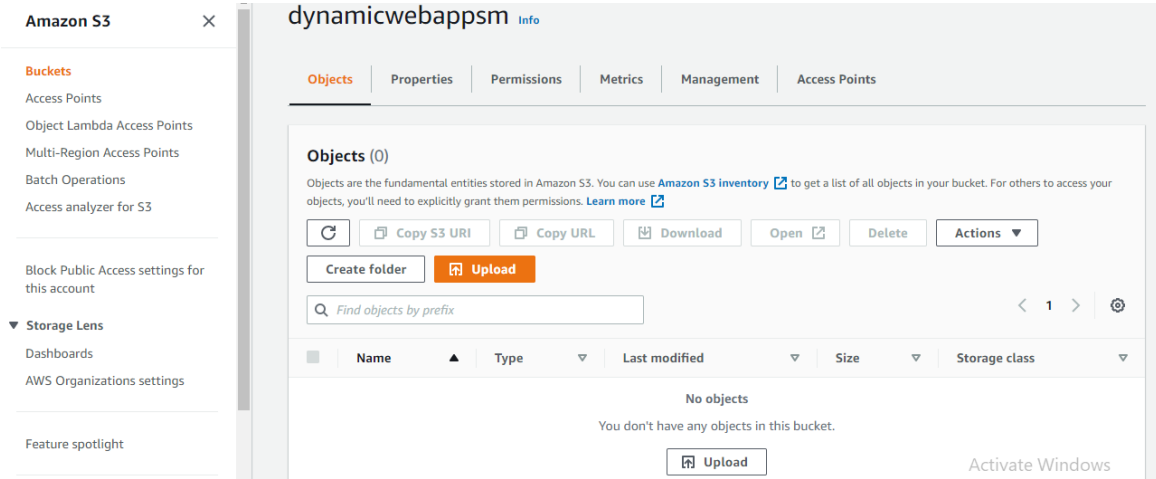 Amazon S3
Buckets
Access Points
Object Lambda Access Points
Multi-Region Access Points
Batch Operations
Access analyzer for S3
Block Public Access settings for
this account
Storage Lens
Dashboards
AWS Organizations settings
Feature spotlight
dynamicwebappsm Info
Objects Properties Permissions Metrics Management Access Points
Objects (0)
Objects are the fundamental entities stored in Amazon S3. You can use Amazon S3 inventory to get a list of all objects in your bucket. For others to access your
objects, you'll need to explicitly grant them permissions. Learn more
Copy S3 URI Copy URL Download Open Delete Actions
Create folder Upload
Find objects by prefix 1
Name Type Last modified Size Storage class
No objects
You don't have any objects in this bucket.
Upload
Activate Windows